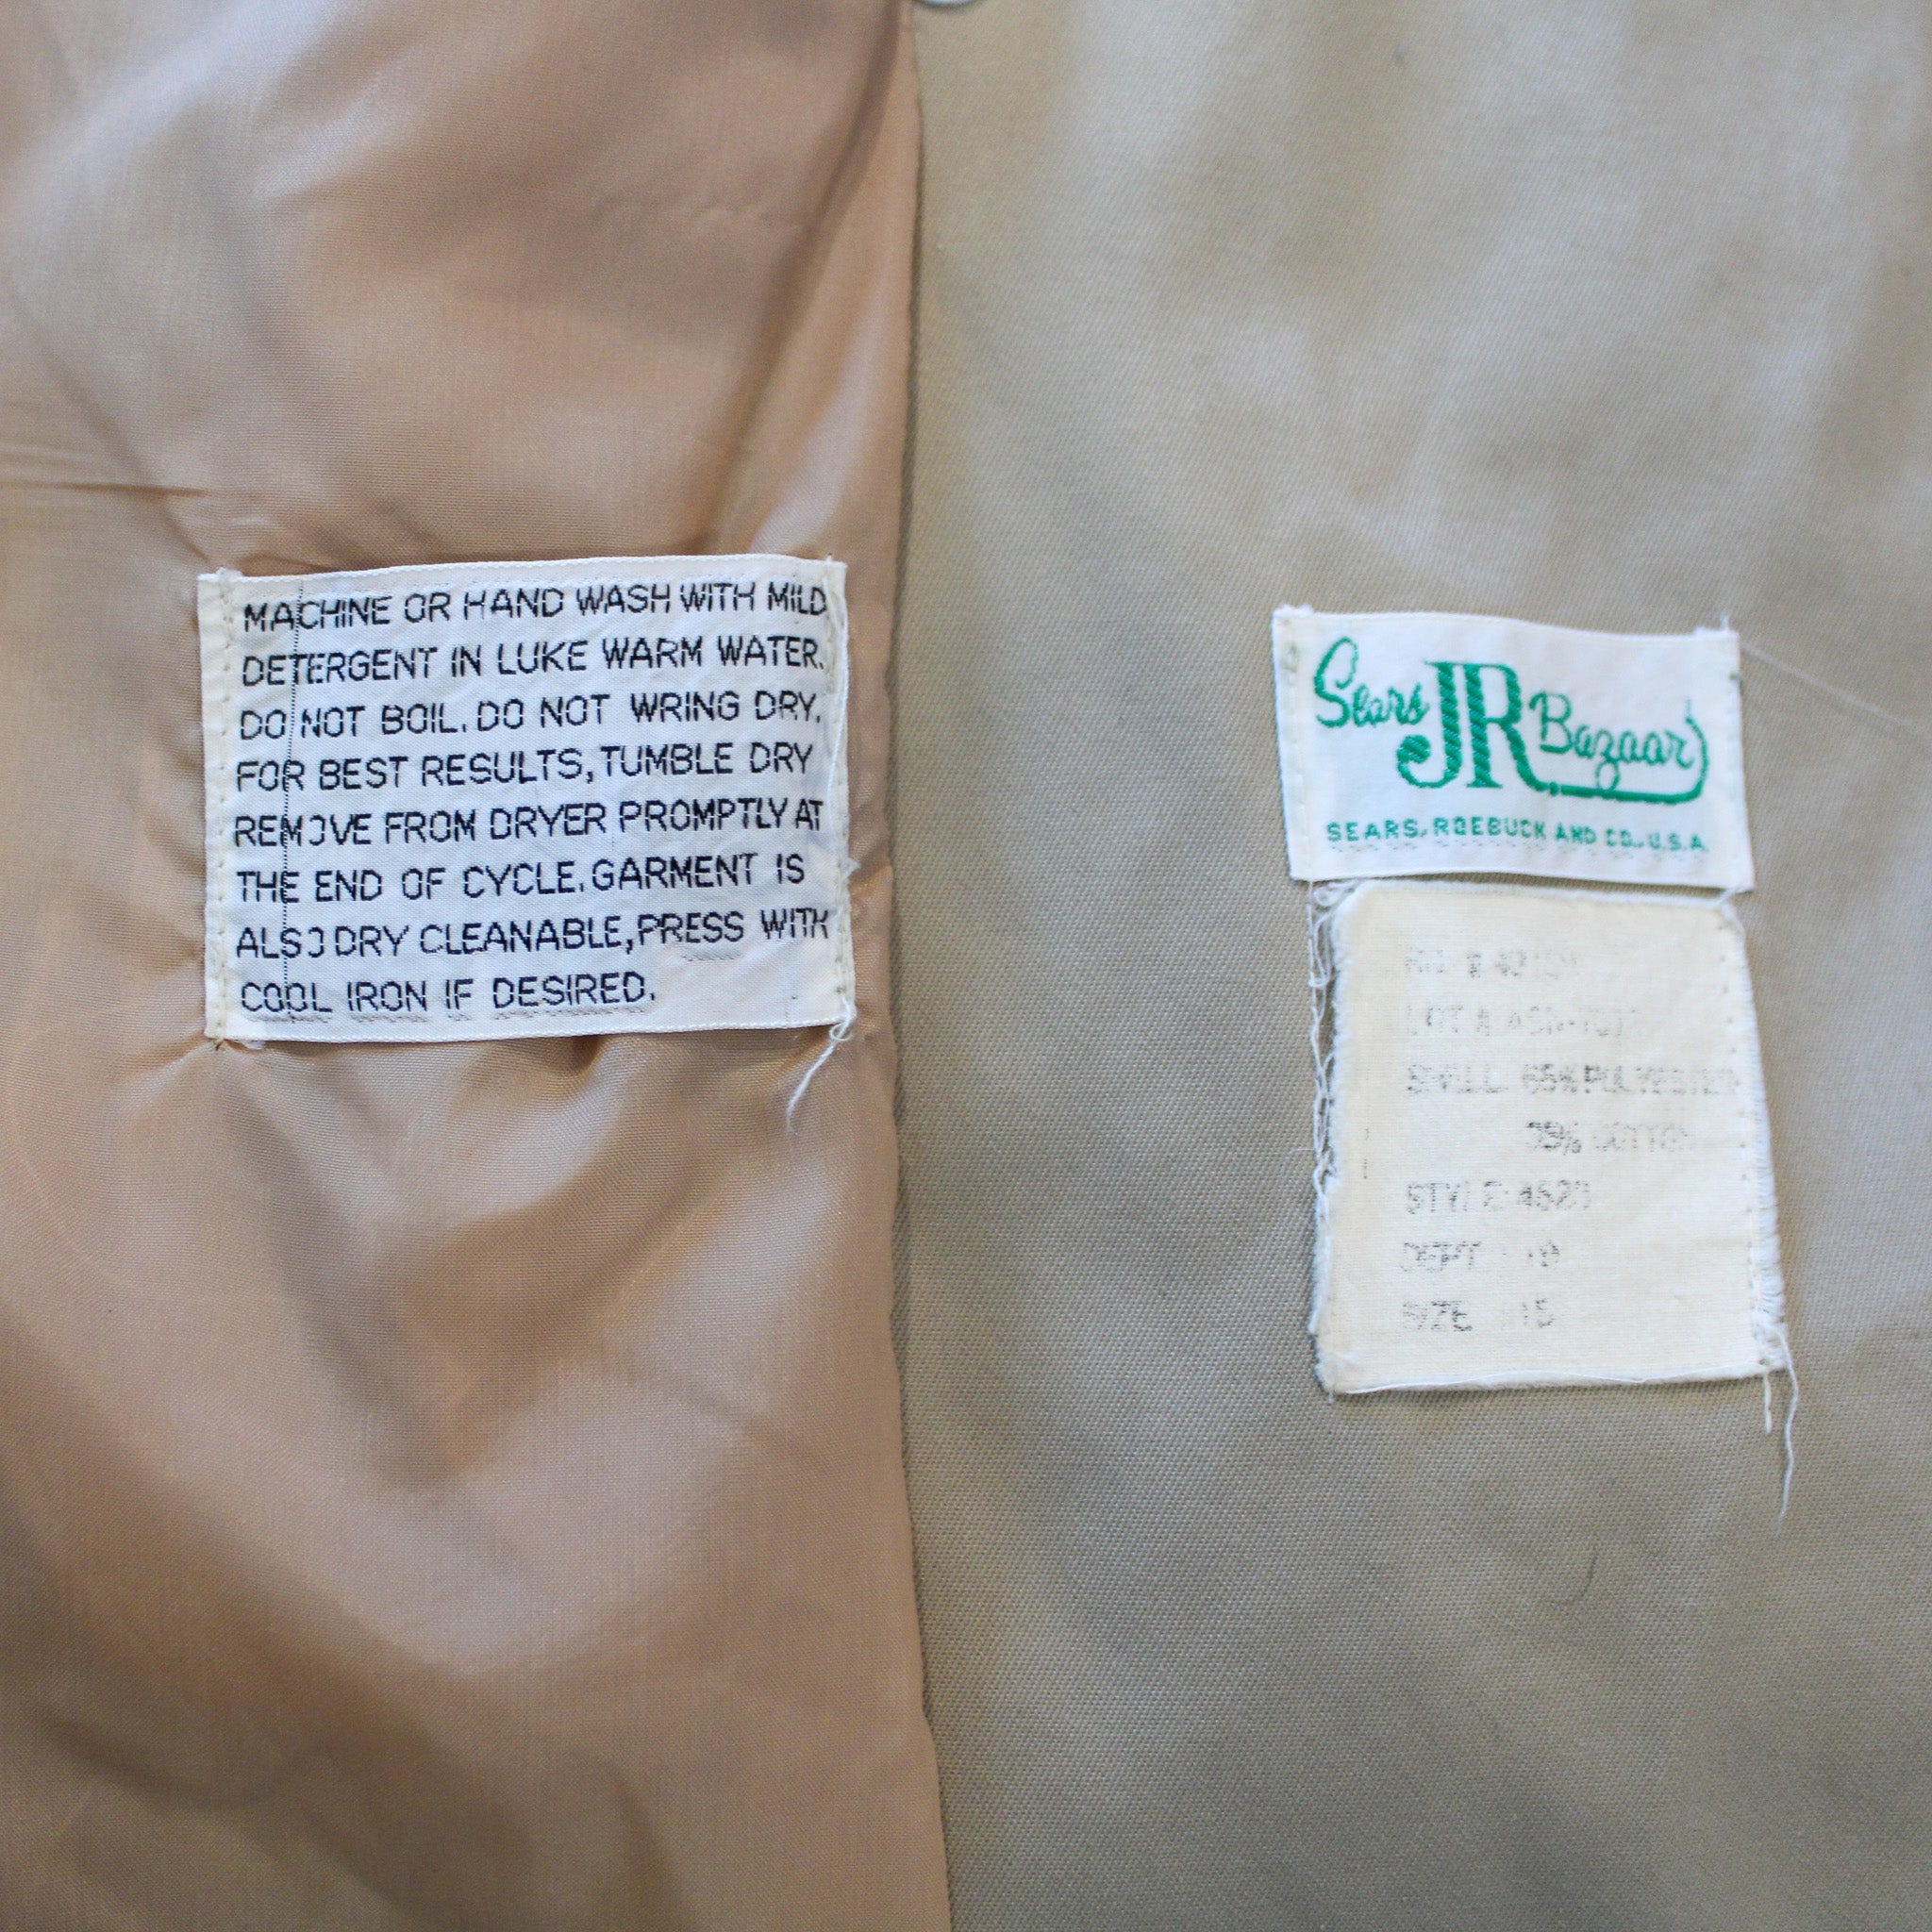 MACHINE OR HAND WASH WITH MILD
DETERGENT IN LUKE WARM WATER.
DO NOT BOIL. DO NOT WRING DRY.
FOR BEST RESULTS, TUMBLE DRY
REMOVE FROM DRYER PROMPTLY AT
THE END OF CYCLE. GARMENT IS
ALSO DRY CLEANABLE, PRESS WITH
COOL IRON IF DESIRED.
Sears JR Bazaar
SEARS, ROEBUCK AND CO., U.S.A.
LOT
SHELL 65% POLYESTER
35% COTTON
STYLE
DEPT
SIZE 15